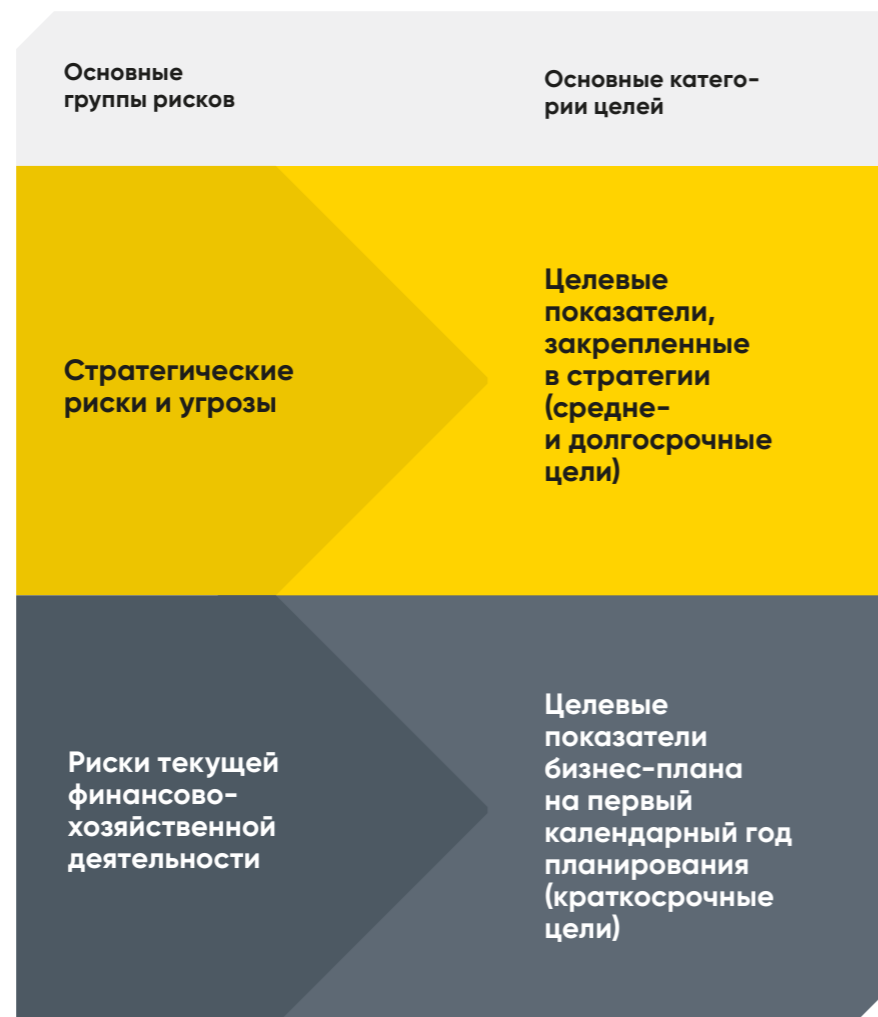 Основные
группы рисков
Основные катего-
рии целей
Стратегические
риски и угрозы
Целевые
показатели,
закрепленные
в стратегии
(средне-
и долгосрочные
цели)
Риски текущей
финансово-
хозяйственной
деятельности
Целевые
показатели
бизнес-плана
на первый
календарный год
планирования
(краткосрочные
цели)